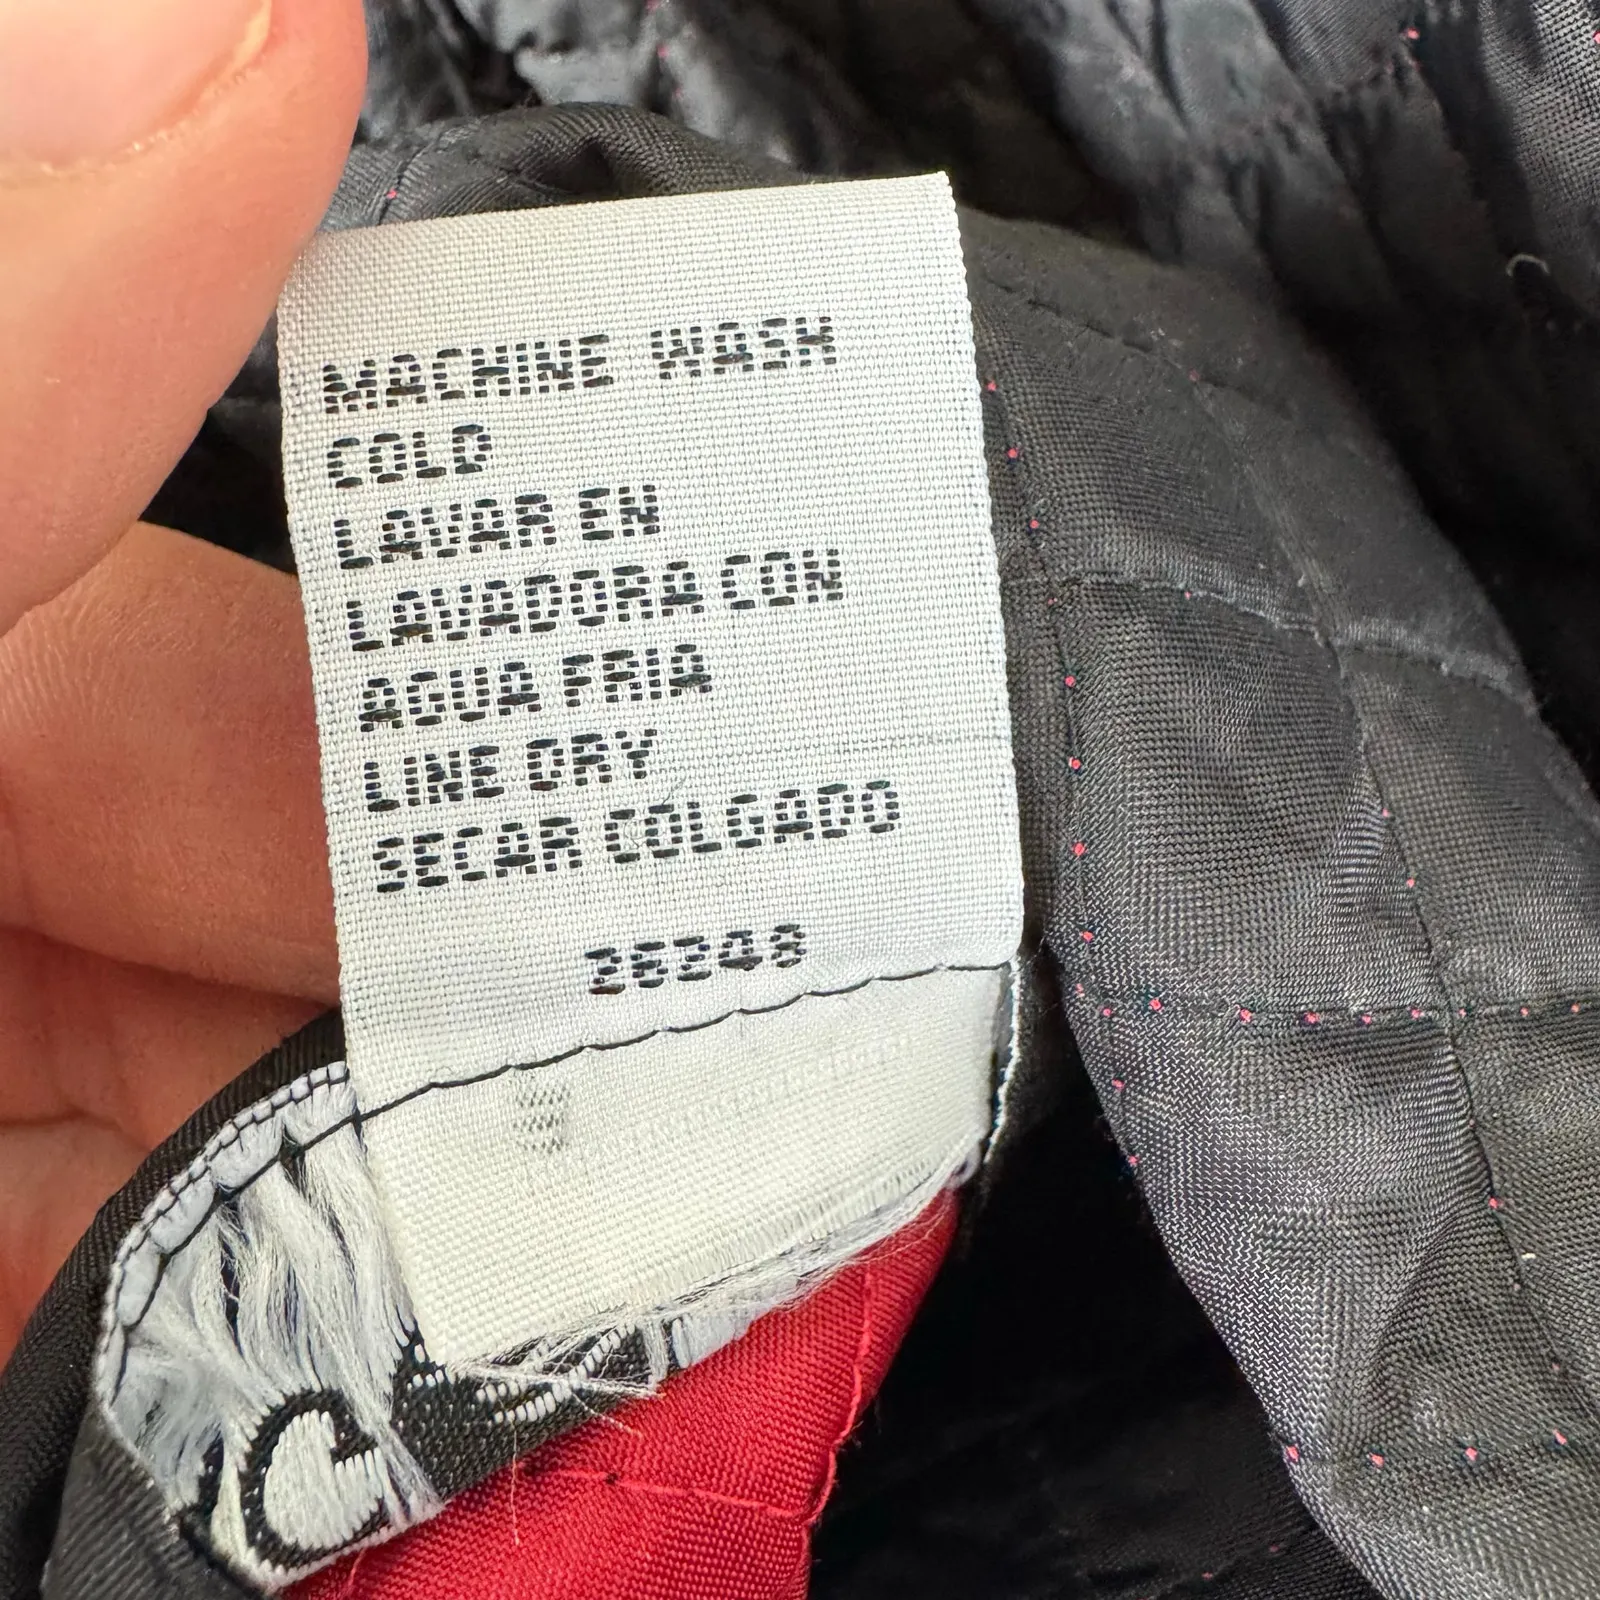 MACHINE WASH
COLD
LAVAR EN
LAVADORA CON
AGUA FRIA
LINE DRY
SECAR COLGADO
26248